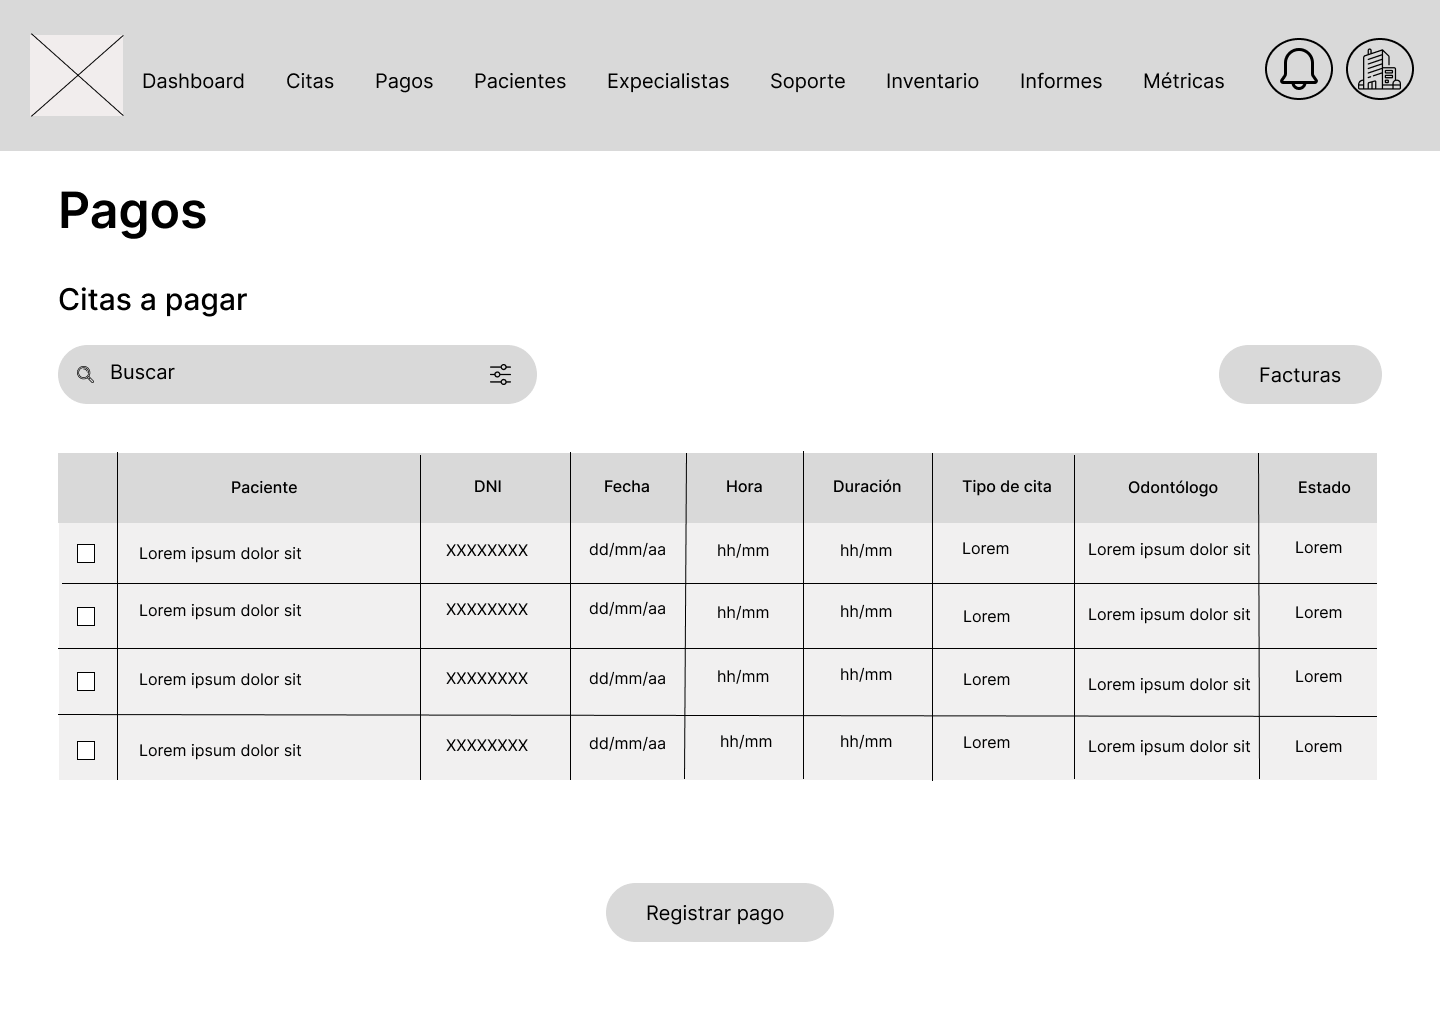 Dashboard Citas Pagos Pacientes Expecialistas Soporte Inventario Informes Métricas
Pagos
Citas a pagar
Buscar
Facturas
Paciente DNI Fecha Hora Duración Tipo de cita Odontólogo Estado
Lorem ipsum dolor sit XXXXXXXX dd/mm/aa hh/mm hh/mm Lorem Lorem ipsum dolor sit Lorem
Lorem ipsum dolor sit XXXXXXXX dd/mm/aa hh/mm hh/mm Lorem Lorem ipsum dolor sit Lorem
Lorem ipsum dolor sit XXXXXXXX dd/mm/aa hh/mm hh/mm Lorem Lorem ipsum dolor sit Lorem
Lorem ipsum dolor sit XXXXXXXX dd/mm/aa hh/mm hh/mm Lorem Lorem ipsum dolor sit Lorem
Registrar pago